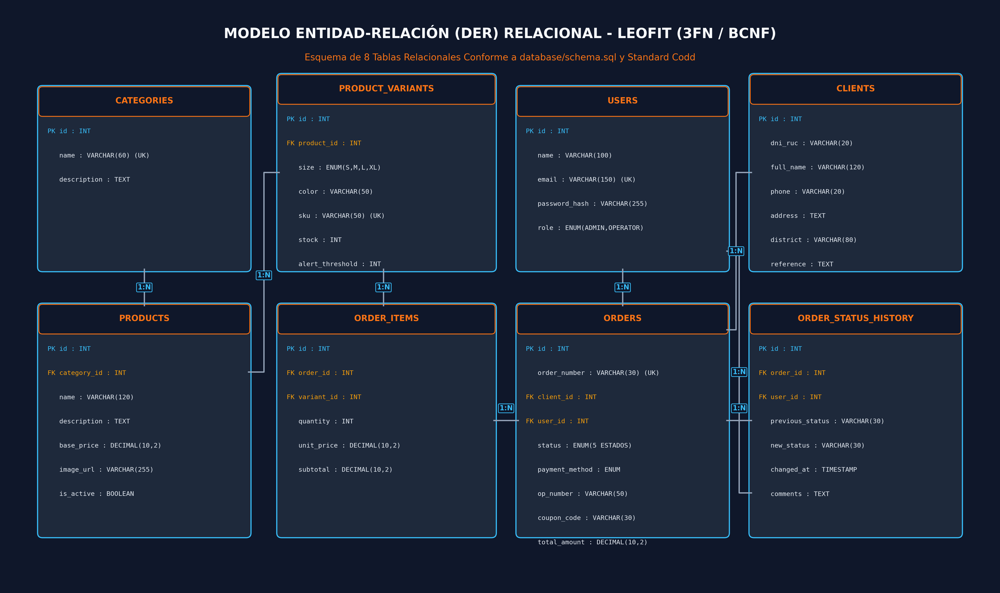 MODELO ENTIDAD-RELACIÓN (DER) RELACIONAL - LEOFIT (3FN / BCNF)
Esquema de 8 Tablas Relacionales Conforme a database/schema.sql y Standard Codd
CATEGORIES
PK id : INT
name : VARCHAR(60) (UK)
description : TEXT
PRODUCT_VARIANTS
PK id : INT
FK product_id : INT
size : ENUM(S,M,L,XL)
color : VARCHAR(50)
sku : VARCHAR(50) (UK)
stock : INT
alert_threshold : INT
USERS
PK id : INT
name : VARCHAR(100)
email : VARCHAR(150) (UK)
password_hash : VARCHAR(255)
role : ENUM(ADMIN,OPERATOR)
CLIENTS
PK id : INT
dni_ruc : VARCHAR(20)
full_name : VARCHAR(120)
phone : VARCHAR(20)
address : TEXT
district : VARCHAR(80)
reference : TEXT
1:N
1:N
1:N
1:N
1:N
PRODUCTS
PK id : INT
FK category_id : INT
name : VARCHAR(120)
description : TEXT
base_price : DECIMAL(10,2)
image_url : VARCHAR(255)
is_active : BOOLEAN
ORDER_ITEMS
PK id : INT
FK order_id : INT
FK variant_id : INT
quantity : INT
unit_price : DECIMAL(10,2)
subtotal : DECIMAL(10,2)
1:N
ORDERS
PK id : INT
order_number : VARCHAR(30) (UK)
FK client_id : INT
FK user_id : INT
status : ENUM(5 ESTADOS)
payment_method : ENUM
op_number : VARCHAR(50)
coupon_code : VARCHAR(30)
total_amount : DECIMAL(10,2)
1:N
1:N
ORDER_STATUS_HISTORY
PK id : INT
FK order_id : INT
FK user_id : INT
previous_status : VARCHAR(30)
new_status : VARCHAR(30)
changed_at : TIMESTAMP
comments : TEXT